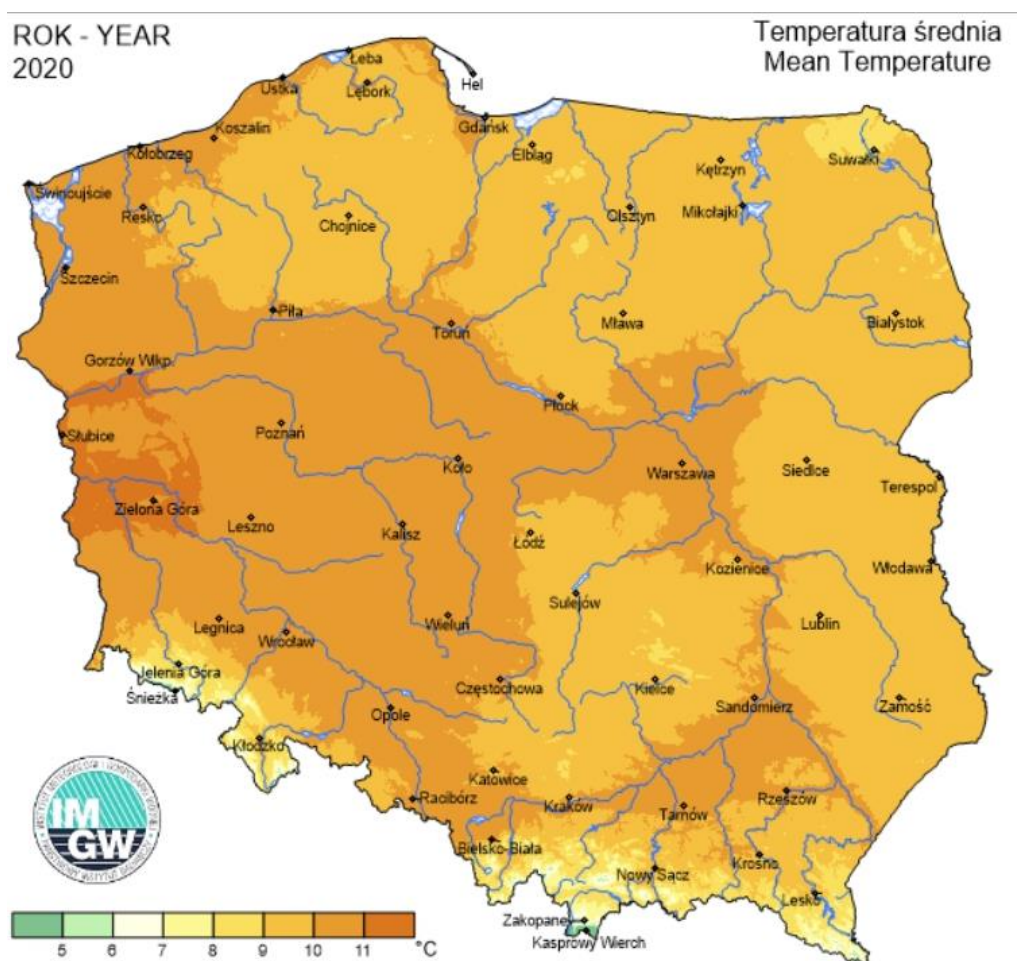 ROK - YEAR
2020
Temperatura średnia
Mean Temperature
Łeba
Hel
Ustka
Lębork
Gdańsk
Koszalin
Kołobrzeg
Elbląg
Kętrzyn
Suwałki
Świnoujście
Resko
Chojnice
Olsztyn
Mikołajki
Szczecin
Piła
Toruń
Mława
Białystok
Gorzów Wlkp.
Płock
Słubice
Poznań
Koło
Warszawa
Siedlce
Terespol
Zielona Góra
Leszno
Kalisz
Łódź
Kozienice
Włodawa
Sulejów
Legnica
Wrocław
Wieluń
Lublin
Jelenia Góra
Śnieżka
Częstochowa
Kielce
Sandomierz
Zamość
Opole
Kłodzko
Katowice
Racibórz
Kraków
Tarnów
Rzeszów
Bielsko-Biała
Nowy Sącz
Krosno
Lesko
Zakopane
Kasprowy Wierch
IM
GW
5 6 7 8 9 10 11 °C